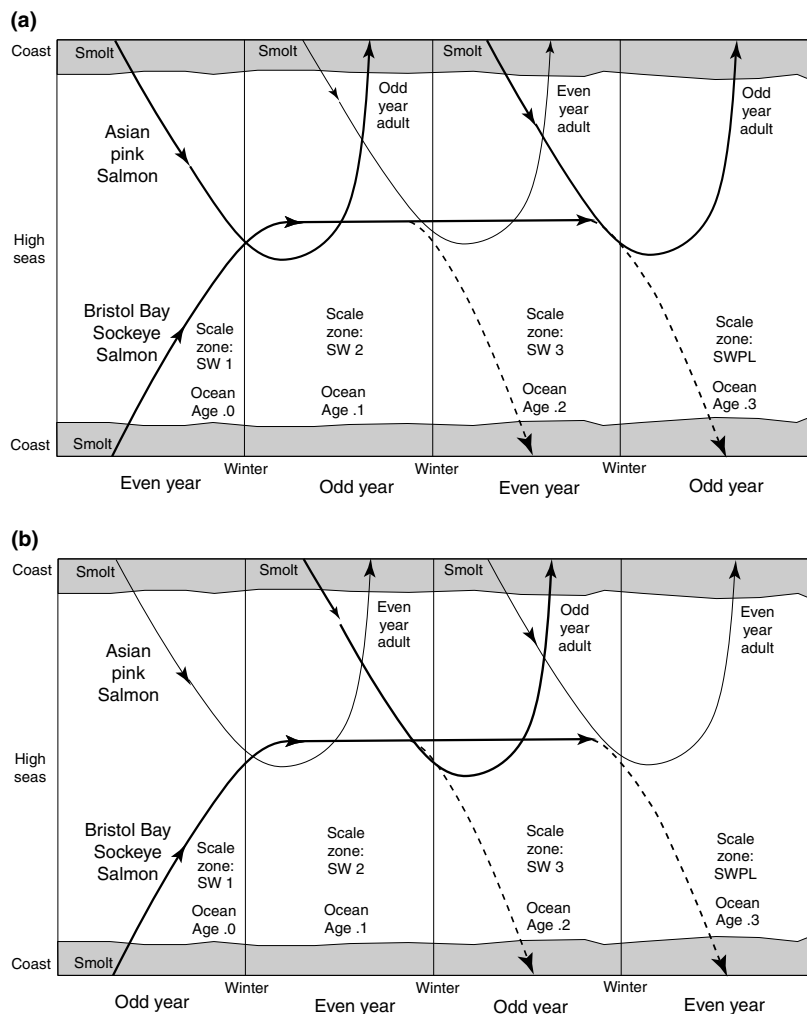 (a)
Coast
Smolt
Smolt
Smolt
Odd
year
adult
Even
year
adult
Odd
year
adult
Asian
pink
Salmon
High
seas
Bristol Bay
Sockeye
Salmon
Scale
zone:
SW 1
Scale
zone:
SW 2
Scale
zone:
SW 3
Scale
zone:
SWPL
Ocean
Age .0
Ocean
Age .1
Ocean
Age .2
Ocean
Age .3
Coast
Smolt
Winter
Winter
Winter
Even year
Odd year
Even year
Odd year
(b)
Coast
Smolt
Smolt
Smolt
Even
year
adult
Odd
year
adult
Even
year
adult
Asian
pink
Salmon
High
seas
Bristol Bay
Sockeye
Salmon
Scale
zone:
SW 1
Scale
zone:
SW 2
Scale
zone:
SW 3
Scale
zone:
SWPL
Ocean
Age .0
Ocean
Age .1
Ocean
Age .2
Ocean
Age .3
Coast
Smolt
Winter
Winter
Winter
Odd year
Even year
Odd year
Even year